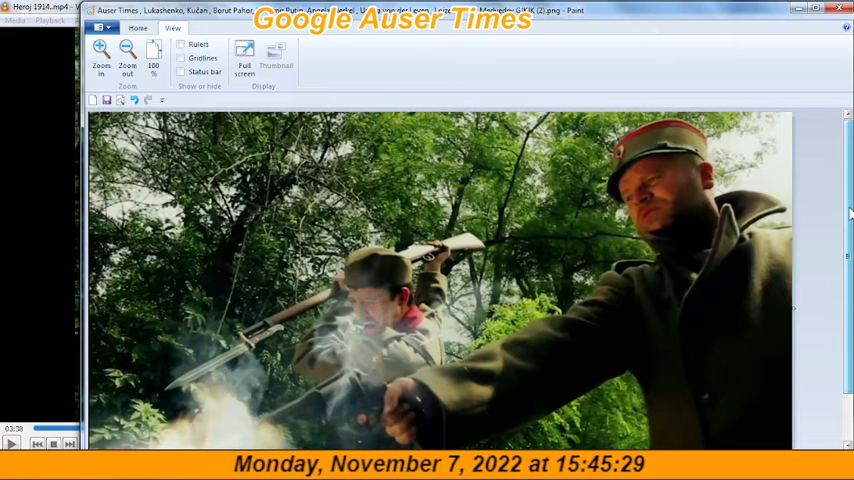 Heroj 1914.mp4 - V
Auser Times, Lukashenko, Kučan, Borut Pahor,
Google Auser Times
Medvedev
(2).png - Paint
Media Playback
Home View
Zoom in
Zoom out
100 %
Rulers
Gridlines
Status bar
Full screen
Thumbnail
Zoom
Show or hide
Display
03:38
Monday, November 7, 2022 at 15:45:29